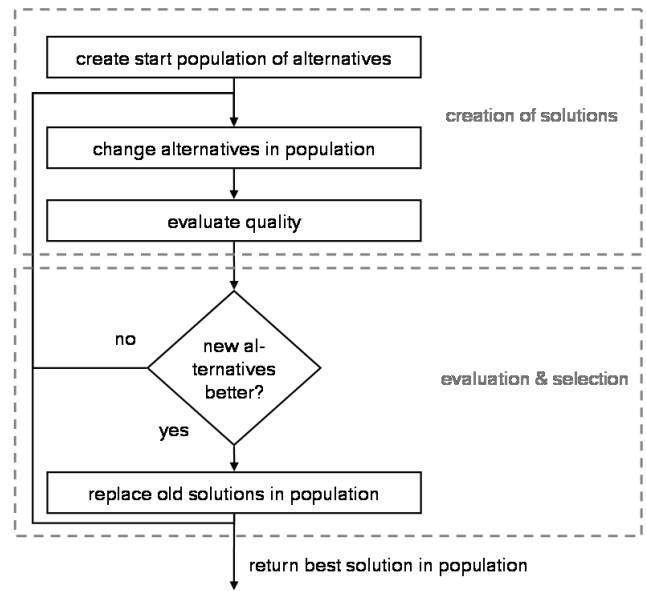 create start population of alternatives
creation of solutions
change alternatives in population
evaluate quality
no
new al-
ternatives
better?
evaluation & selection
yes
replace old solutions in population
return best solution in population